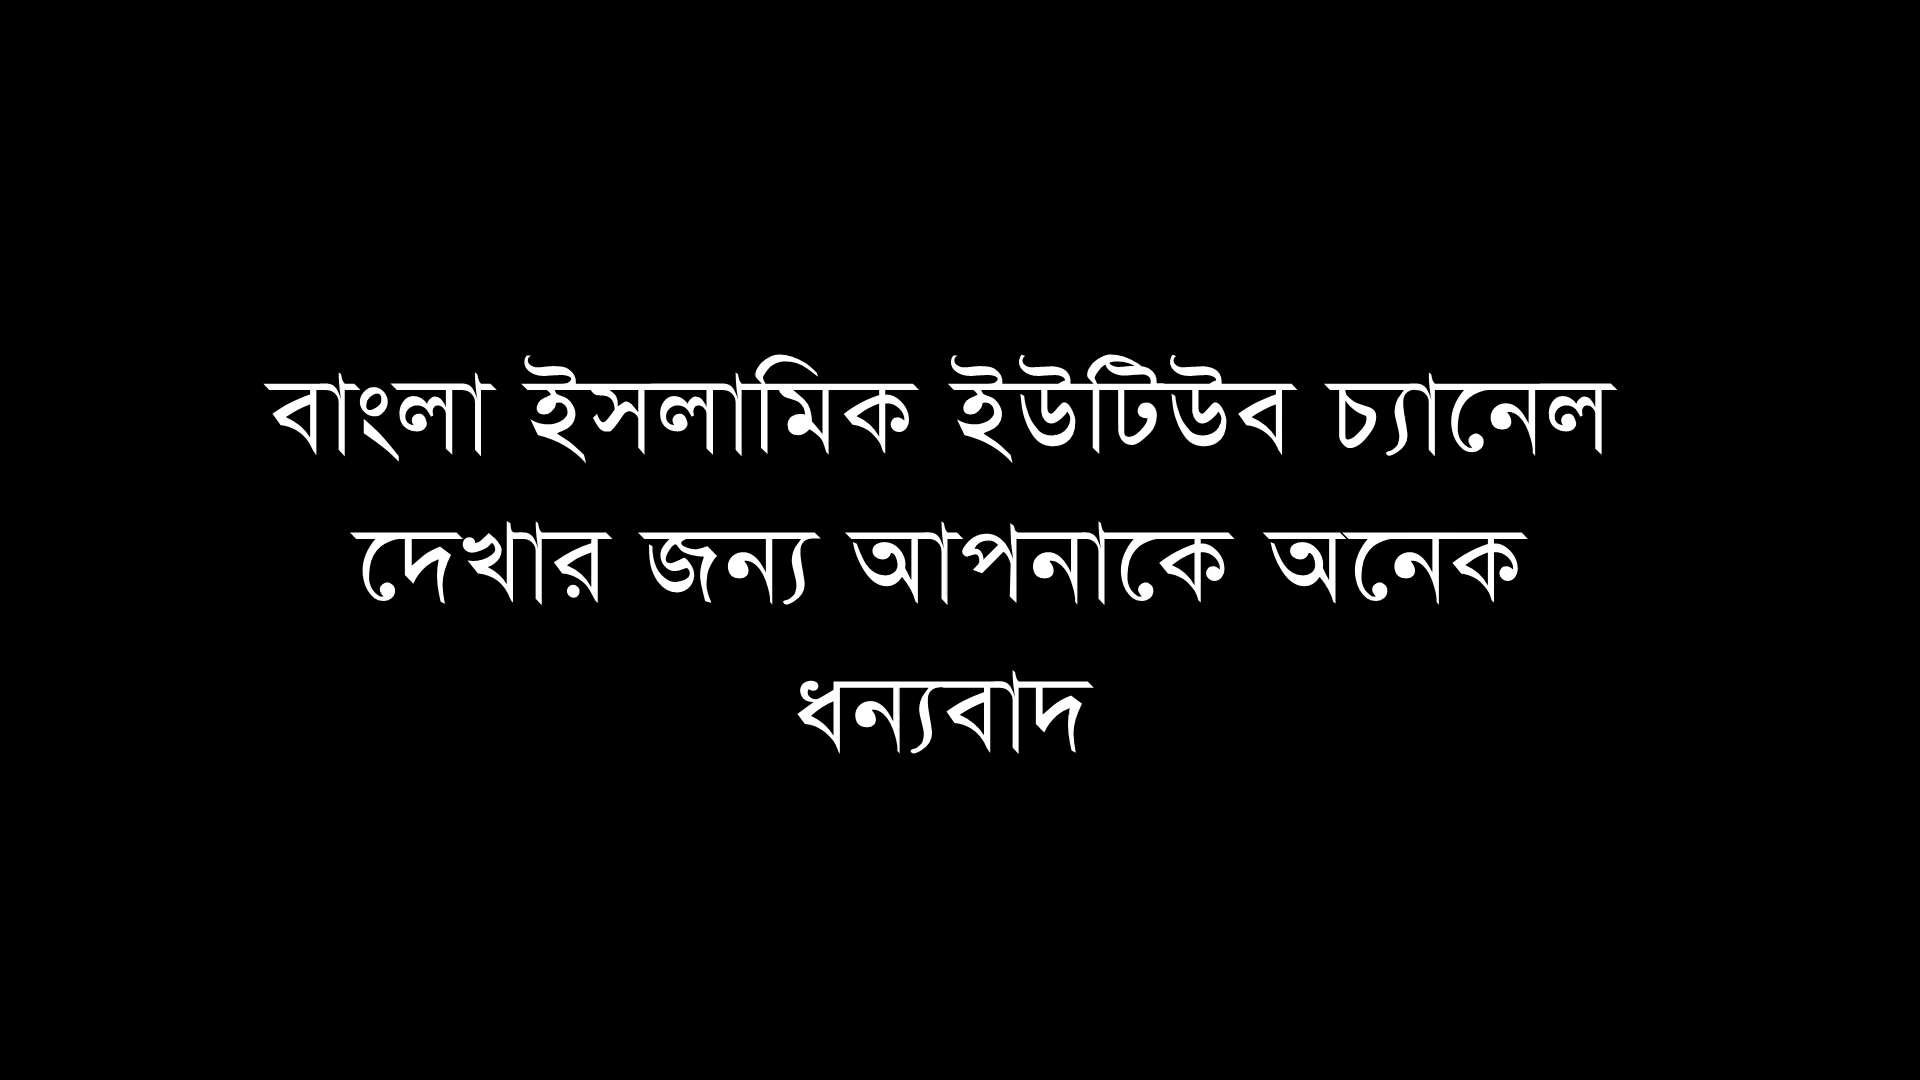 বাংলা ইসলামিক ইউটিউব চ্যানেল
দেখার জন্য আপনাকে অনেক
ধন্যবাদ